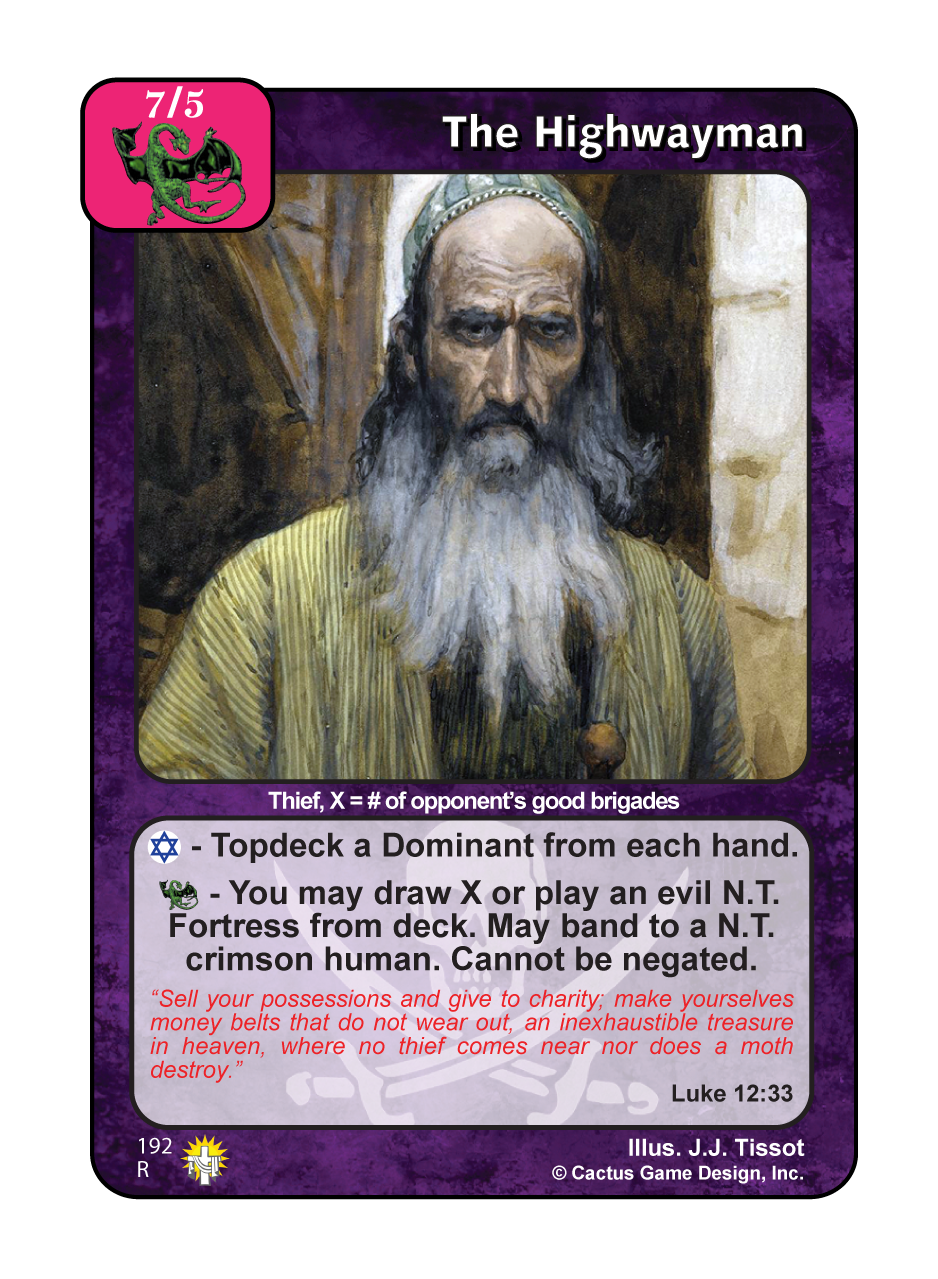 7/5
The Highwayman
Thief, X = # of opponent's good brigades
- Topdeck a Dominant from each hand.
- You may draw X or play an evil N.T.
Fortress from deck. May band to a N.T.
crimson human. Cannot be negated.
“Sell your possessions and give to charity; make yourselves
money belts that do not wear out, an inexhaustible treasure
in heaven, where no thief comes near nor does a moth
destroy.”
Luke 12:33
192
R
Illus. J.J. Tissot
© Cactus Game Design, Inc.